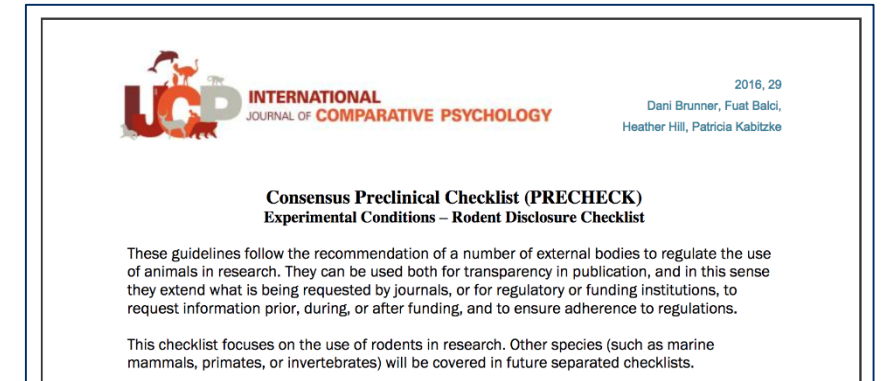 IJCP
INTERNATIONAL
JOURNAL OF COMPARATIVE PSYCHOLOGY
2016, 29
Dani Brunner, Fuat Balci,
Heather Hill, Patricia Kabitzke
Consensus Preclinical Checklist (PRECHECK)
Experimental Conditions – Rodent Disclosure Checklist
These guidelines follow the recommendation of a number of external bodies to regulate the use
of animals in research. They can be used both for transparency in publication, and in this sense
they extend what is being requested by journals, or for regulatory or funding institutions, to
request information prior, during, or after funding, and to ensure adherence to regulations.
This checklist focuses on the use of rodents in research. Other species (such as marine
mammals, primates, or invertebrates) will be covered in future separated checklists.